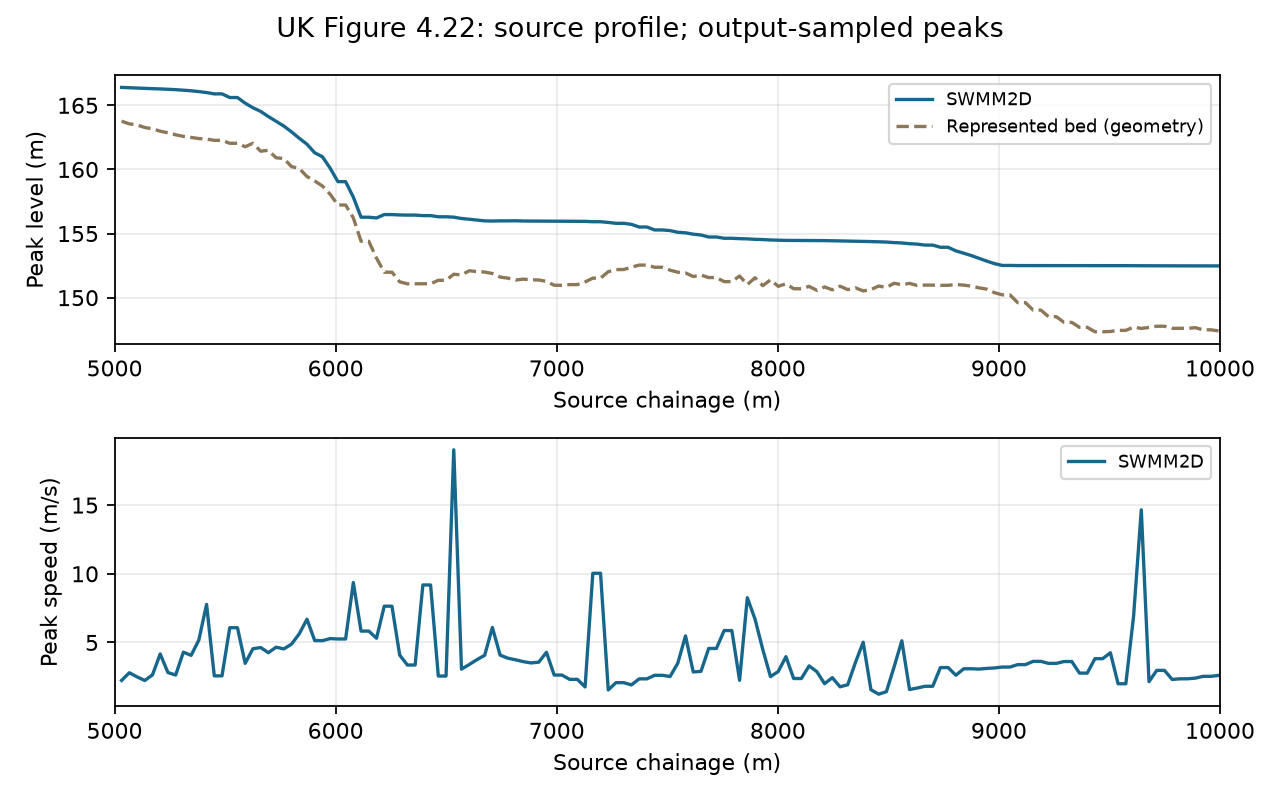 UK Figure 4.22: source profile; output-sampled peaks
Peak level (m)
165
160
155
150
SWMM2D
Represented bed (geometry)
5000 6000 7000 8000 9000 10000
Source chainage (m)
Peak speed (m/s)
15
10
5
SWMM2D
5000 6000 7000 8000 9000 10000
Source chainage (m)